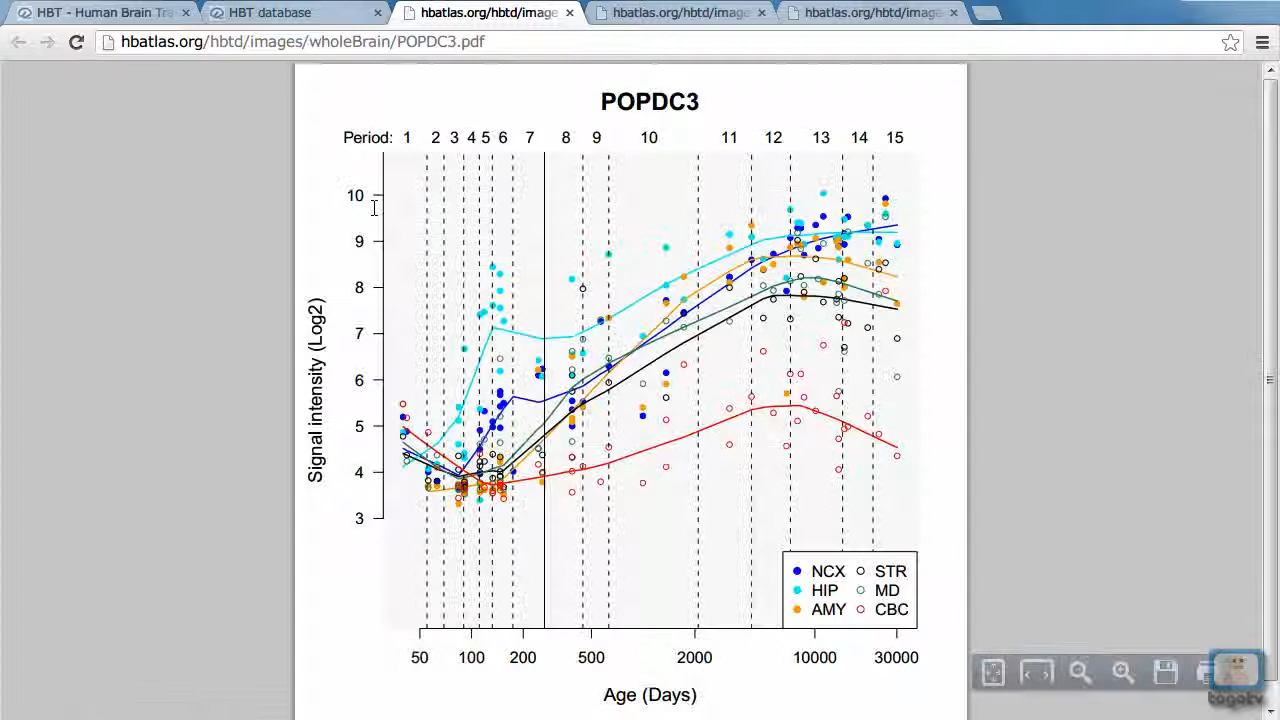 HBT - Human Brain Tra
HBT database
hbatlas.org/hbtd/image
hbatlas.org/hbtd/image
hbatlas.org/hbtd/image
hbatlas.org/hbtd/images/wholeBrain/POPDC3.pdf
POPDC3
Period: 1 2 3 4 5 6 7 8 9 10 11 12 13 14 15
10
9
8
7
6
5
4
3
Signal intensity (Log2)
NCX STR
HIP MD
AMY CBC
50 100 200 500 2000 10000 30000
Age (Days)
togotv